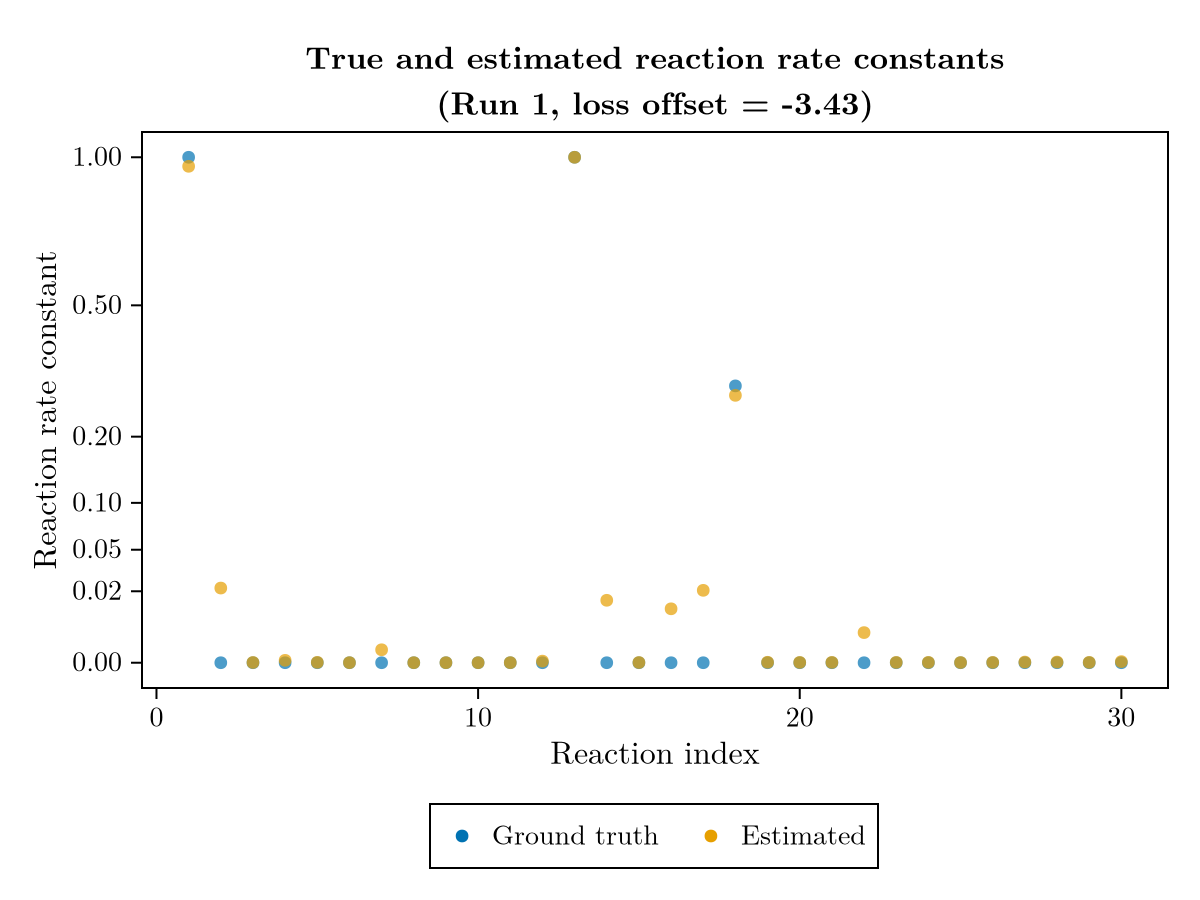 True and estimated reaction rate constants
(Run 1, loss offset = -3.43)
Reaction rate constant
1.00
0.50
0.20
0.10
0.05
0.02
0.00
0 10 20 30
Reaction index
Ground truth Estimated